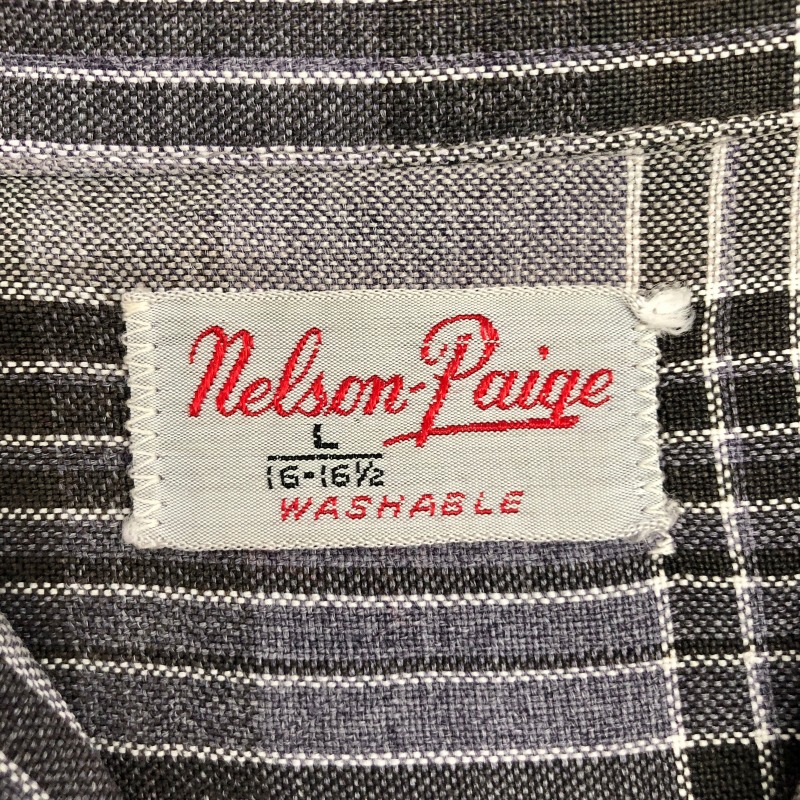 Nelson-Paige
L
16-16½
WASHABLE